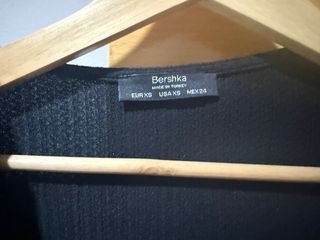 Bershka
MADE IN TURKEY
EUR XS USA XS MEX 24